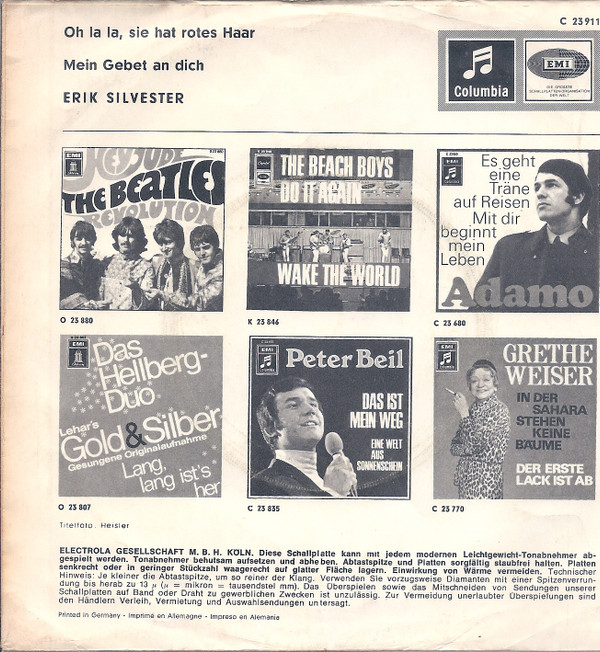 C 23911
Oh la la, sie hat rotes Haar
Mein Gebet an dich
ERIK SILVESTER
Columbia
EMI
DIE GRÖSSTE
SCHALLPLATTENORGANISATION
DER WELT
EMI
HEY JUDE
THE BEATLES
REVOLUTION
O 23 880
THE BEACH BOYS
DO IT AGAIN
WAKE THE WORLD
K 23 846
EMI
Es geht
eine
Träne
auf Reisen
Mit dir
beginnt
mein
Leben
Adamo
C 23 680
EMI
Das
Hellberg-
Duo
Lehar's
Gold & Silber
Gesungene Originalaufnahme
Lang,
lang ist's
her
O 23 807
EMI
Peter Beil
DAS IST
MEIN WEG
EINE WELT
AUS
SONNENSCHEIN
C 23 835
EMI
GRETHE
WEISER
IN DER
SAHARA
STEHEN
KEINE
BÄUME
DER ERSTE
LACK IST AB
C 23 770
Titelfoto: Heisler
ELECTROLA GESELLSCHAFT M. B. H. KÖLN. Diese Schallplatte kann mit jedem modernen Leichtgewicht-Tonabnehmer ab-
gespielt werden. Tonabnehmer behutsam aufsetzen und abheben. Abtastspitze und Platten sorgfältig staubfrei halten. Platten
senkrecht oder in geringer Stückzahl waagerecht auf glatter Fläche lagern. Einwirkung von Wärme vermeiden. Technischer
Hinweis: Je kleiner die Abtastspitze, um so reiner der Klang. Verwenden Sie vorzugsweise Diamanten mit einer Spitzenverrun-
dung bis herab zu 13 μ (μ = mikron = tausendstel mm). Das Überspielen sowie das Mitschneiden von Sendungen unserer
Schallplatten auf Band oder Draht zu gewerblichen Zwecken ist unzulässig. Zur Vermeidung unerlaubter Überspielungen sind
den Händlern Verleih, Vermietung und Auswahlsendungen untersagt.
Printed in Germany - Imprimé en Allemagne - Impreso en Alemania